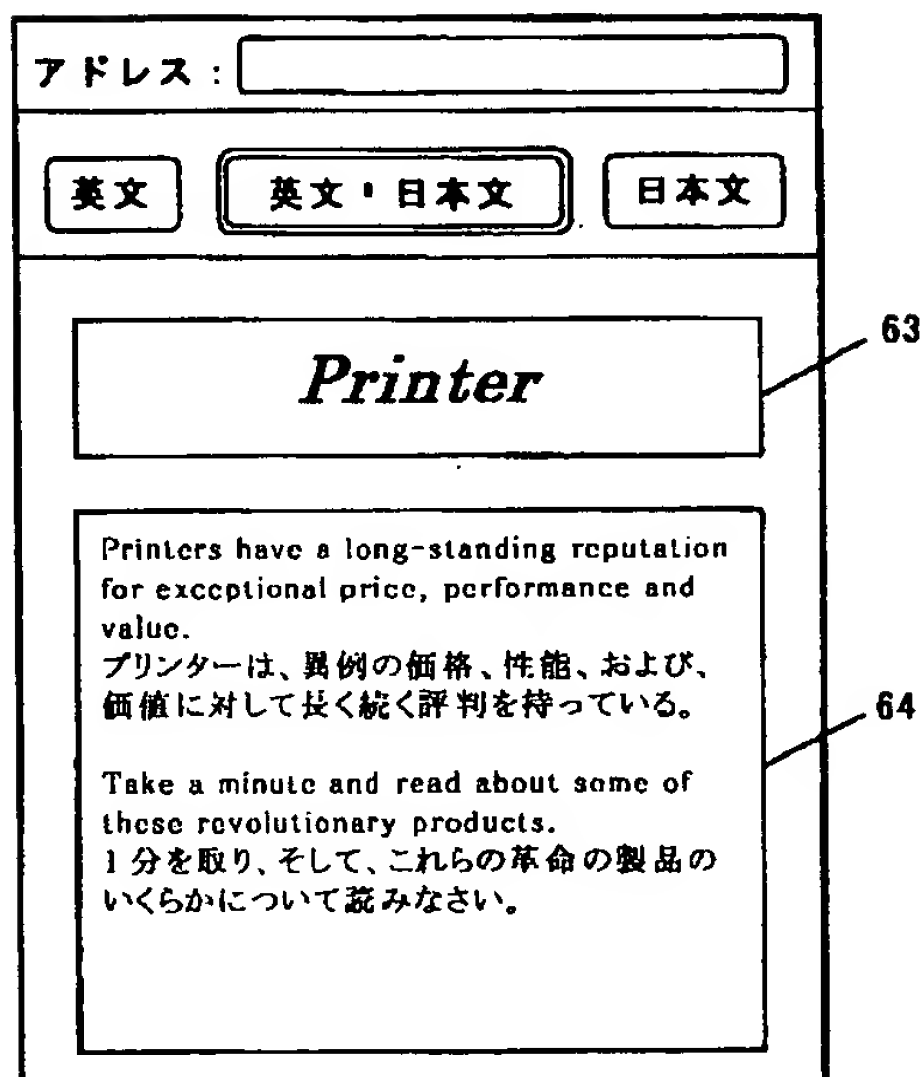 アドレス：
英文 英文・日本文 日本文
Printer
63
Printers have a long-standing reputation
for exceptional price, performance and
value.
プリンターは、異例の価格、性能、および、
価値に対して長く続く評判を持っている。
64
Take a minute and read about some of
these revolutionary products.
1分を取り、そして、これらの革命の製品の
いくらかについて読みなさい。